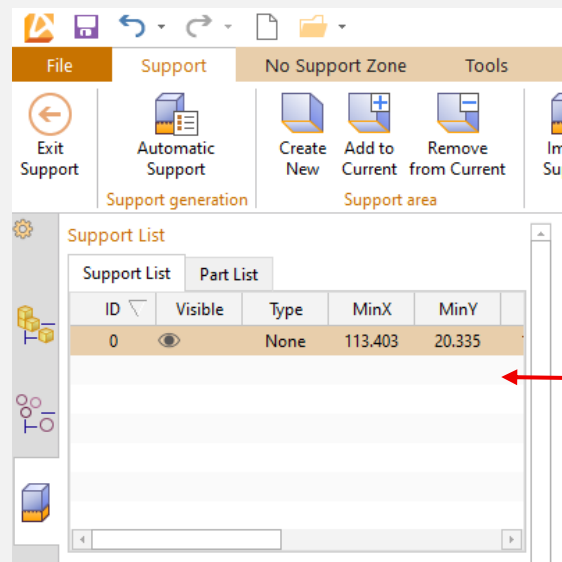 File Support No Support Zone Tools
Exit
Support
Automatic
Support
Create
New
Add to
Current
Remove
from Current
Support generation
Support area
Support List
Support List Part List
ID Visible Type MinX MinY
0 None 113.403 20.335